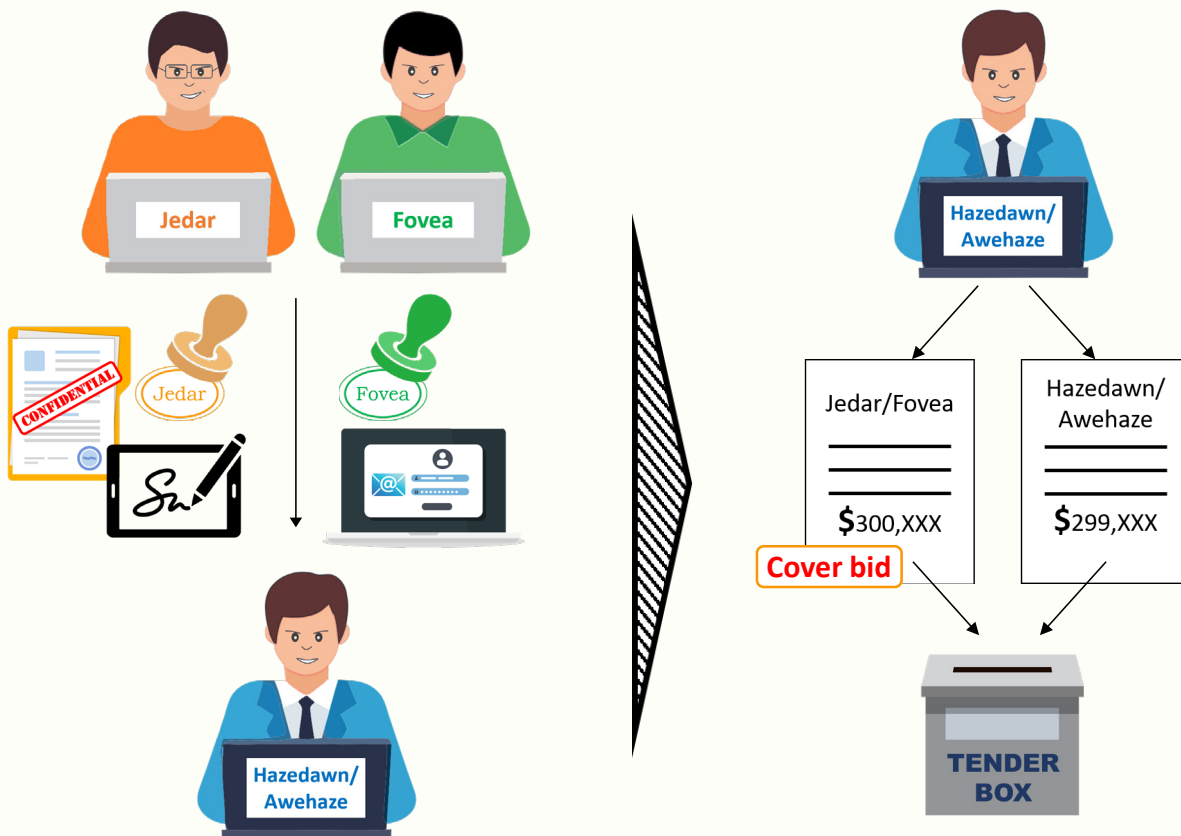 Jedar
Fovea
CONFIDENTIAL
Jedar
Fovea
@
Hazedawn/
Awehaze
Hazedawn/
Awehaze
Jedar/Fovea
$300,XXX
Cover bid
Hazedawn/
Awehaze
$299,XXX
TENDER
BOX